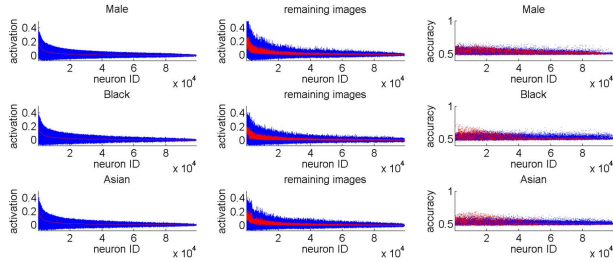 Male
remaining images
Male
activation
0.4
0.2
0
2 4 6 8
neuron ID
x 10^4
activation
0.4
0.2
0
2 4 6 8
neuron ID
x 10^4
accuracy
1
0.5
2 4 6 8
neuron ID
x 10^4
Black
remaining images
Black
activation
0.4
0.2
0
2 4 6 8
neuron ID
x 10^4
activation
0.4
0.2
0
2 4 6 8
neuron ID
x 10^4
accuracy
1
0.5
2 4 6 8
neuron ID
x 10^4
Asian
remaining images
Asian
activation
0.4
0.2
0
2 4 6 8
neuron ID
x 10^4
activation
0.4
0.2
0
2 4 6 8
neuron ID
x 10^4
accuracy
1
0.5
2 4 6 8
neuron ID
x 10^4